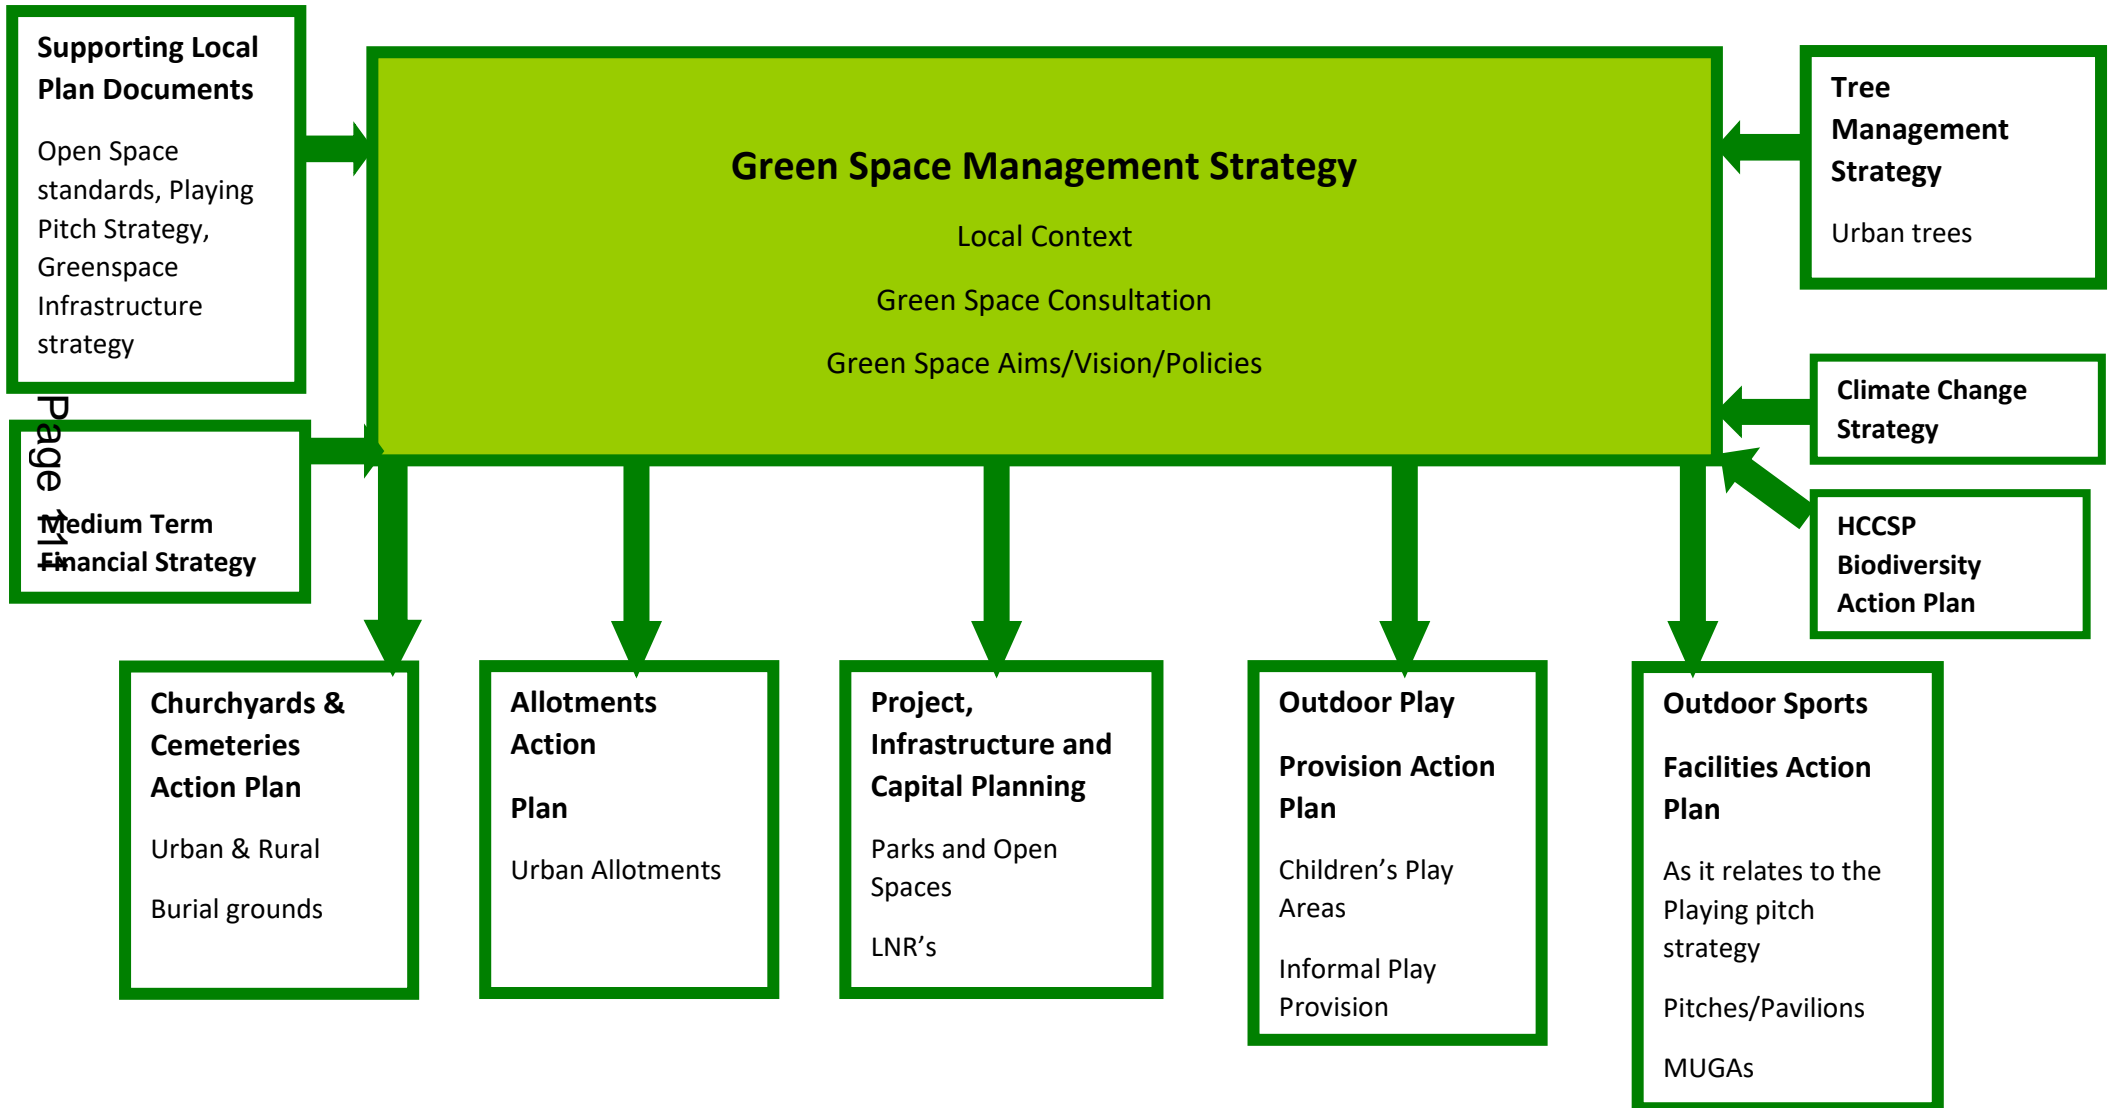 Supporting Local
Plan Documents
Open Space
standards, Playing
Pitch Strategy,
Greenspace
Infrastructure
strategy
Green Space Management Strategy
Local Context
Green Space Consultation
Green Space Aims/Vision/Policies
Tree
Management
Strategy
Urban trees
Climate Change
Strategy
HCCSP
Biodiversity
Action Plan
Page 111
Medium Term
Financial Strategy
Churchyards &
Cemeteries
Action Plan
Urban & Rural
Burial grounds
Allotments
Action
Plan
Urban Allotments
Project,
Infrastructure and
Capital Planning
Parks and Open
Spaces
LNR’s
Outdoor Play
Provision Action
Plan
Children’s Play
Areas
Informal Play
Provision
Outdoor Sports
Facilities Action
Plan
As it relates to the
Playing pitch
strategy
Pitches/Pavilions
MUGAs